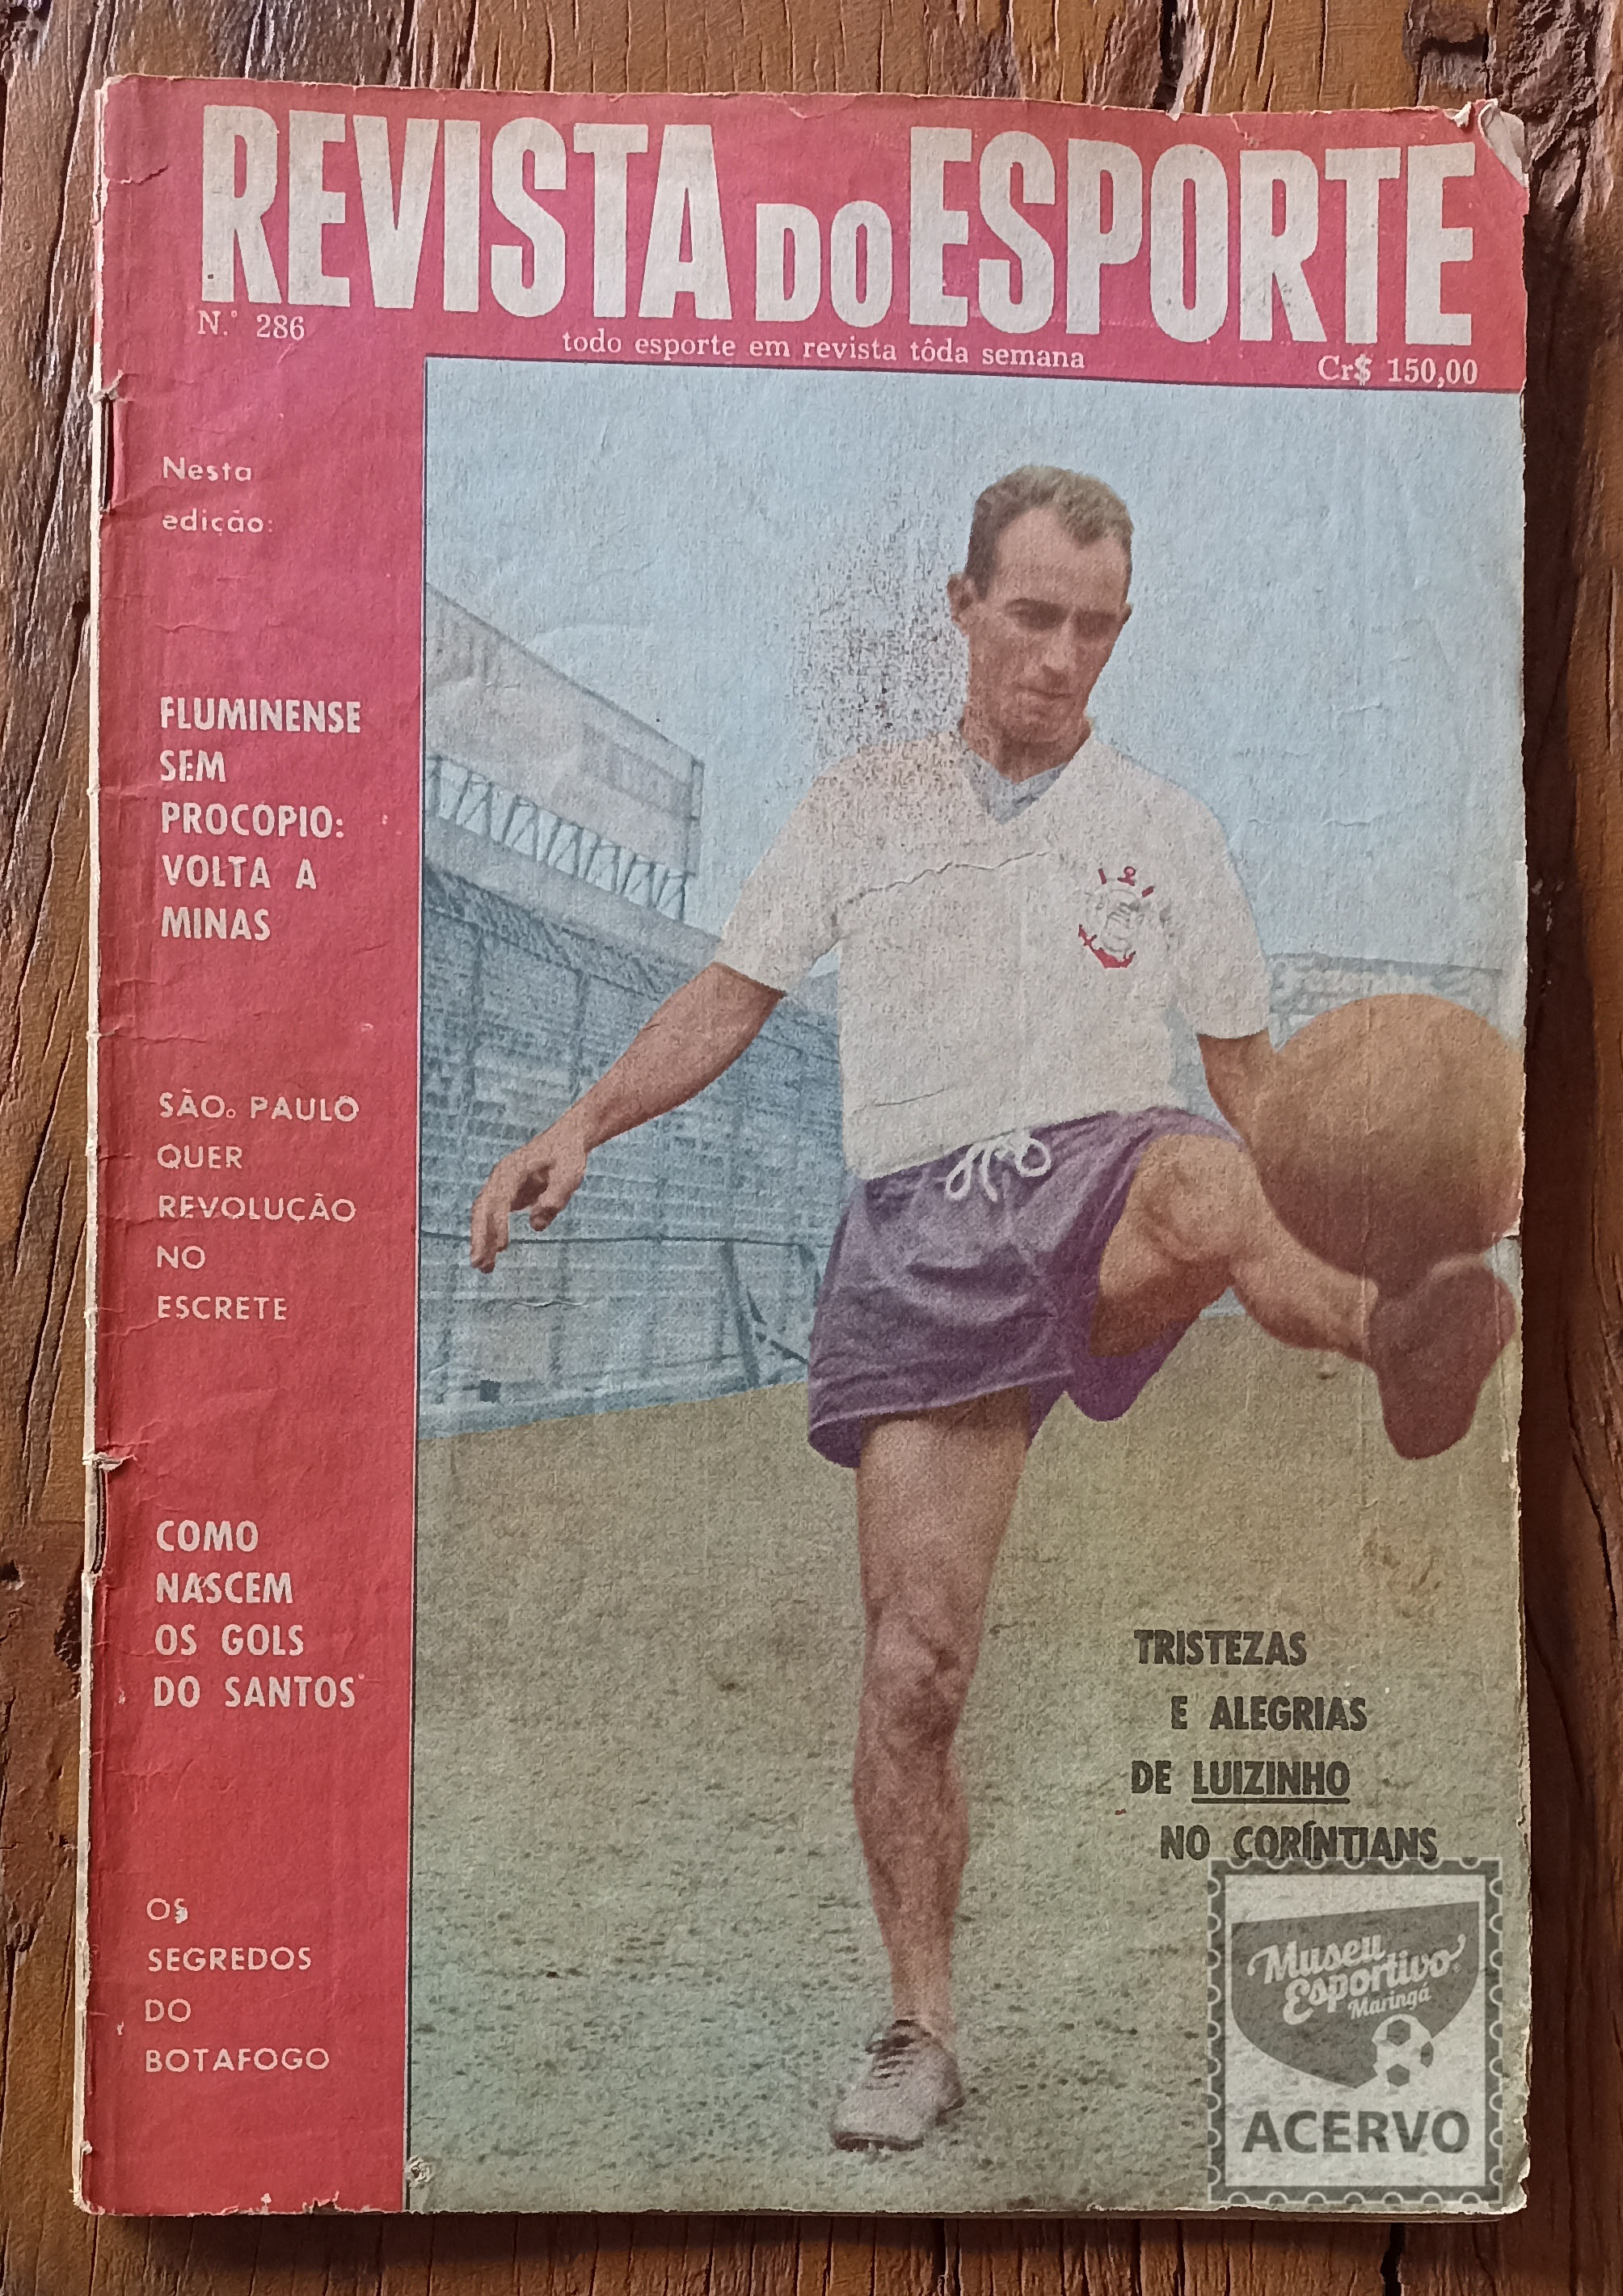 REVISTA DO ESPORTE
N.º 286
todo esporte em revista tôda semana
Cr$ 150,00
Nesta
edição:
FLUMINENSE
SEM
PROCÓPIO:
VOLTA A
MINAS
SÃO PAULO
QUER
REVOLUÇÃO
NO
ESCRETE
COMO
NASCEM
OS GOLS
DO SANTOS
OS
SEGREDOS
DO
BOTAFOGO
TRISTEZAS
E ALEGRIAS
DE LUIZINHO
NO CORÍNTIANS
Museu
Esportivo
Maringá
ACERVO